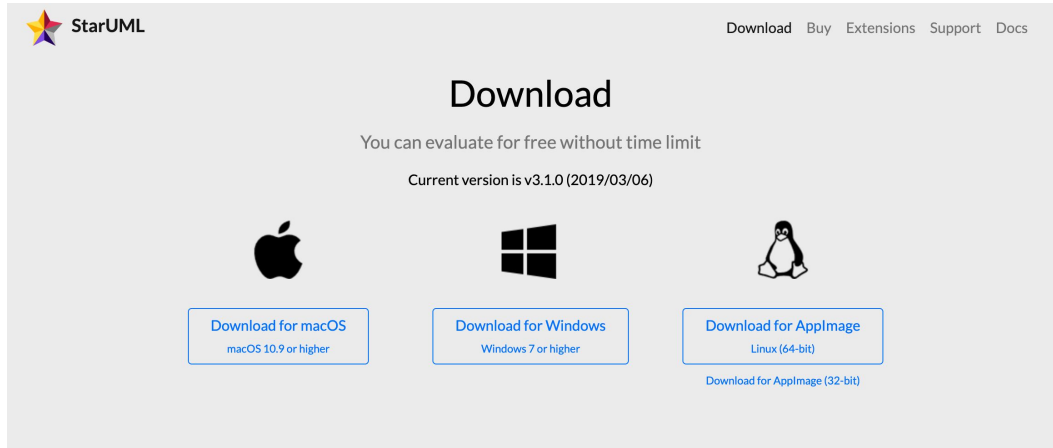 StarUML
Download Buy Extensions Support Docs
Download
You can evaluate for free without time limit
Current version is v3.1.0 (2019/03/06)
Download for macOS
macOS 10.9 or higher
Download for Windows
Windows 7 or higher
Download for AppImage
Linux (64-bit)
Download for AppImage (32-bit)